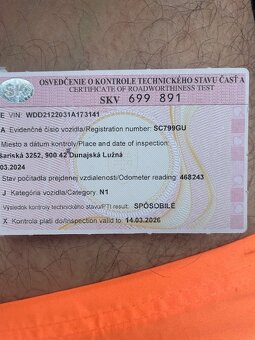 OSVEDČENIE O KONTROLE TECHNICKÉHO STAVU ČASŤ A
CERTIFICATE OF ROADWORTHINESS TEST
SK
SKV 699 891
E VIN: WDD2122031A173141
A Evidenčné číslo vozidla/Registration number: SC799GU
Miesto a dátum kontroly/Place and date of inspection:
šariská 3252, 900 42 Dunajská Lužná
.03.2024
Stav počítadla prejdenej vzdialenosti/Odometer reading: 468243
J Kategória vozidla/Category: N1
Výsledok kontroly technického stavu/PTI result: SPÔSOBILÉ
X Kontrola platí do/Inspection valid to: 14.03.2026